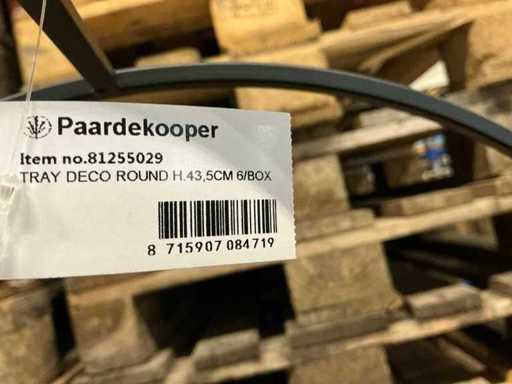 Paardekooper
Item no.81255029
TRAY DECO ROUND H.43,5CM 6/BOX
8 715907 084719